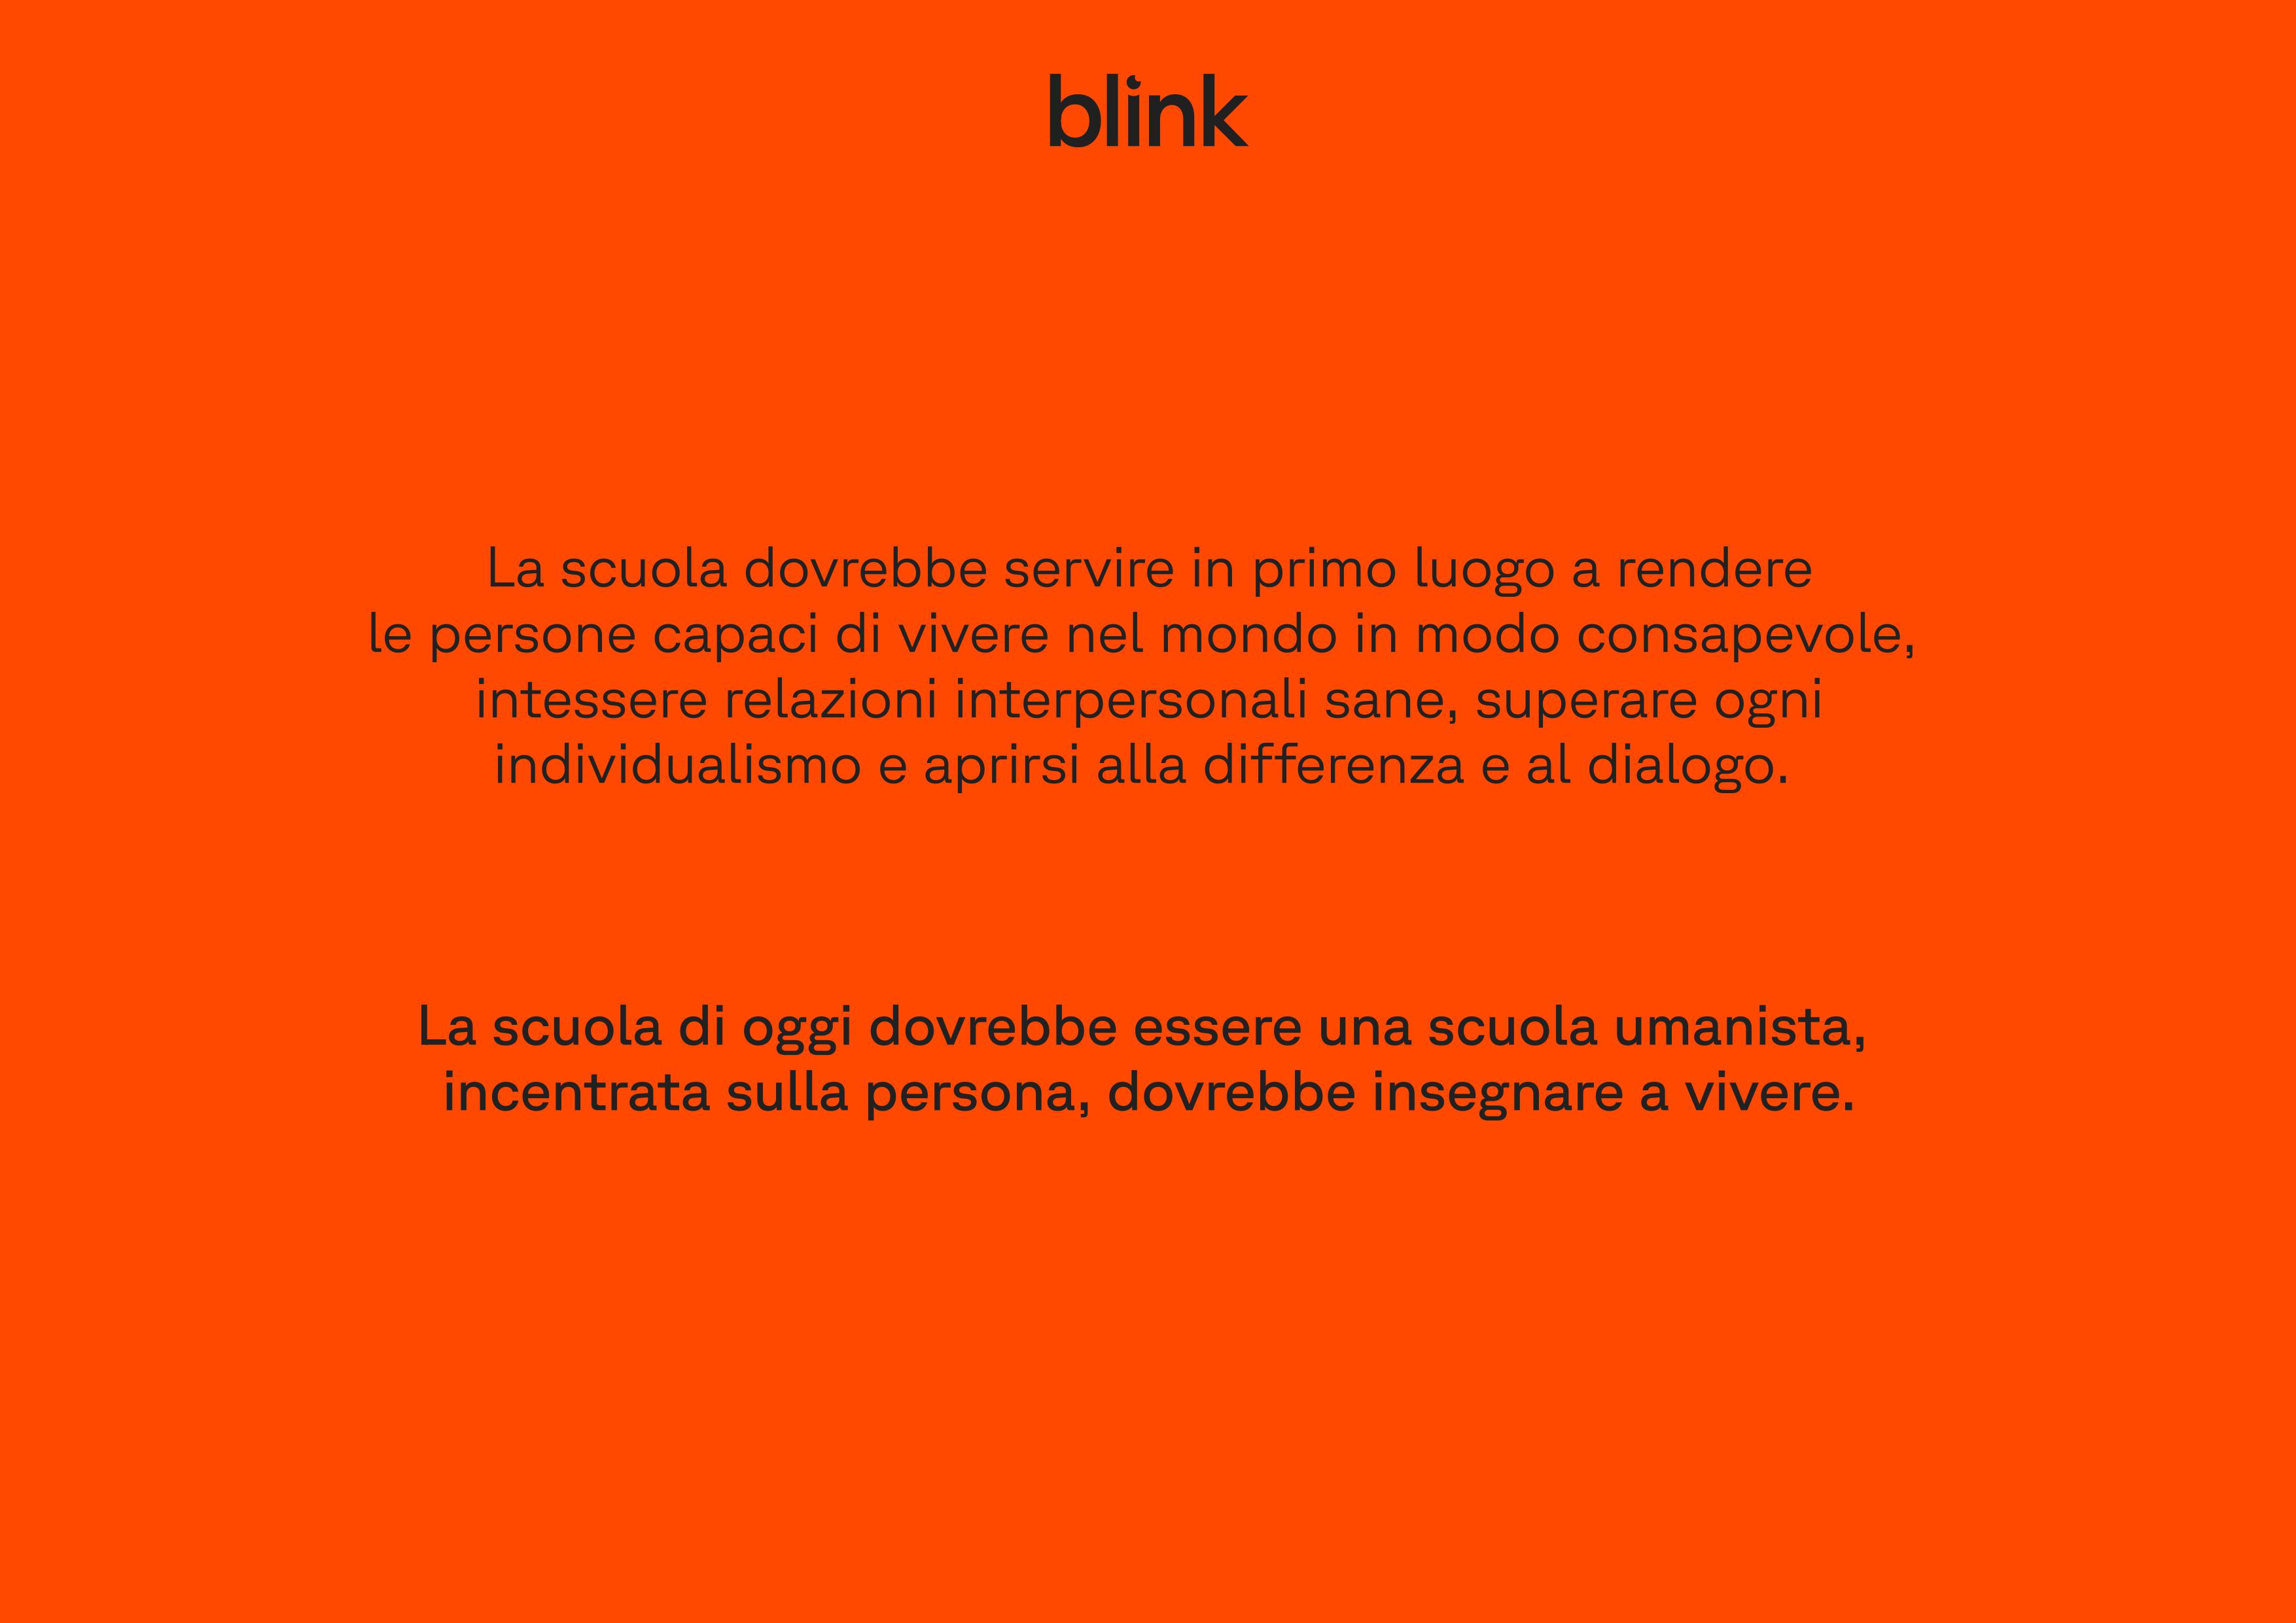 blink
La scuola dovrebbe servire in primo luogo a rendere
le persone capaci di vivere nel mondo in modo consapevole,
intessere relazioni interpersonali sane, superare ogni
individualismo e aprirsi alla differenza e al dialogo.
La scuola di oggi dovrebbe essere una scuola umanista,
incentrata sulla persona, dovrebbe insegnare a vivere.